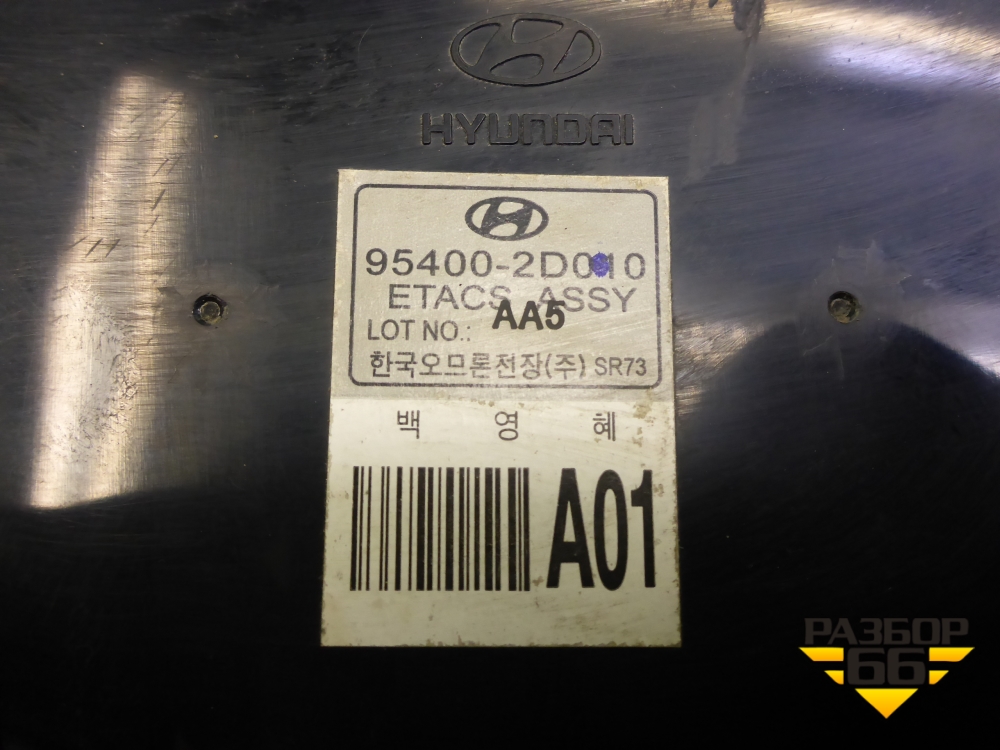 HYUNDAI
95400-2D010
ETACS ASSY
LOT NO.: AA5
한국오므론전장(주) SR73
백 영 혜
A01
РАЗБОР
66